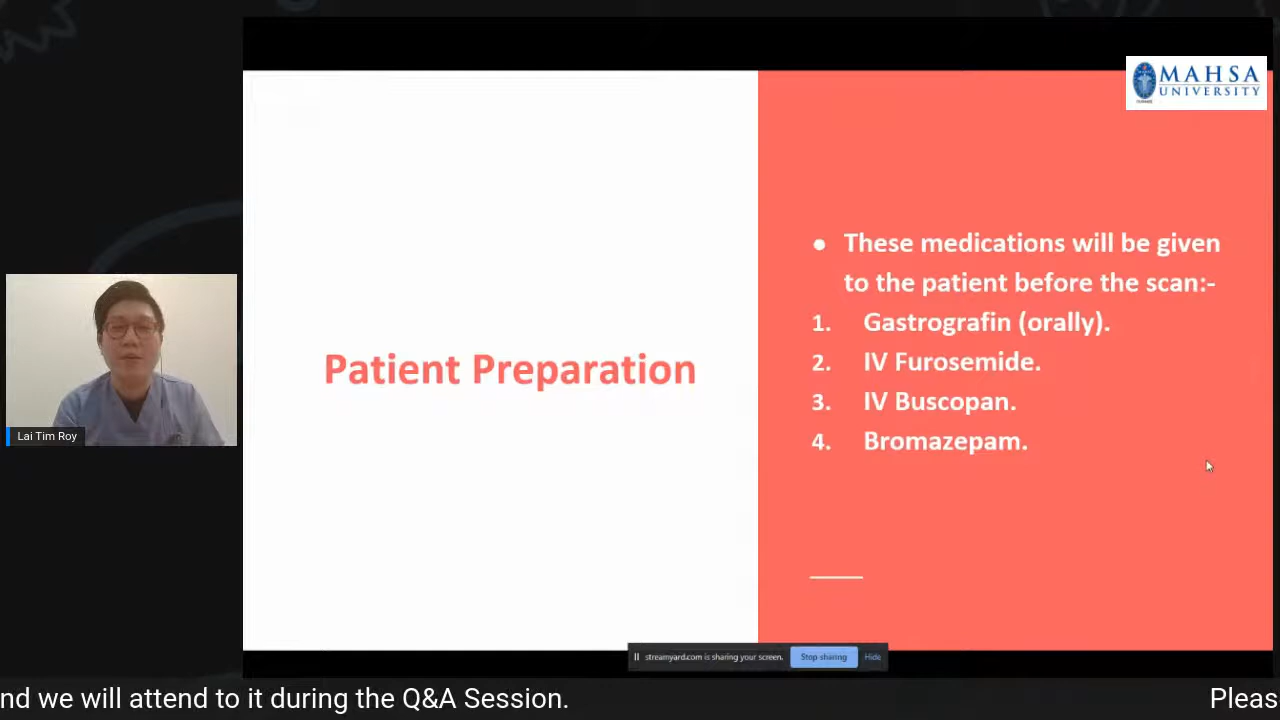 MAHSA
UNIVERSITY
Patient Preparation
● These medications will be given
to the patient before the scan:-
1. Gastrografin (orally).
2. IV Furosemide.
3. IV Buscopan.
4. Bromazepam.
Lai Tim Roy
streamyard.com is sharing your screen. Stop sharing Hide
nd we will attend to it during the Q&A Session. Pleas